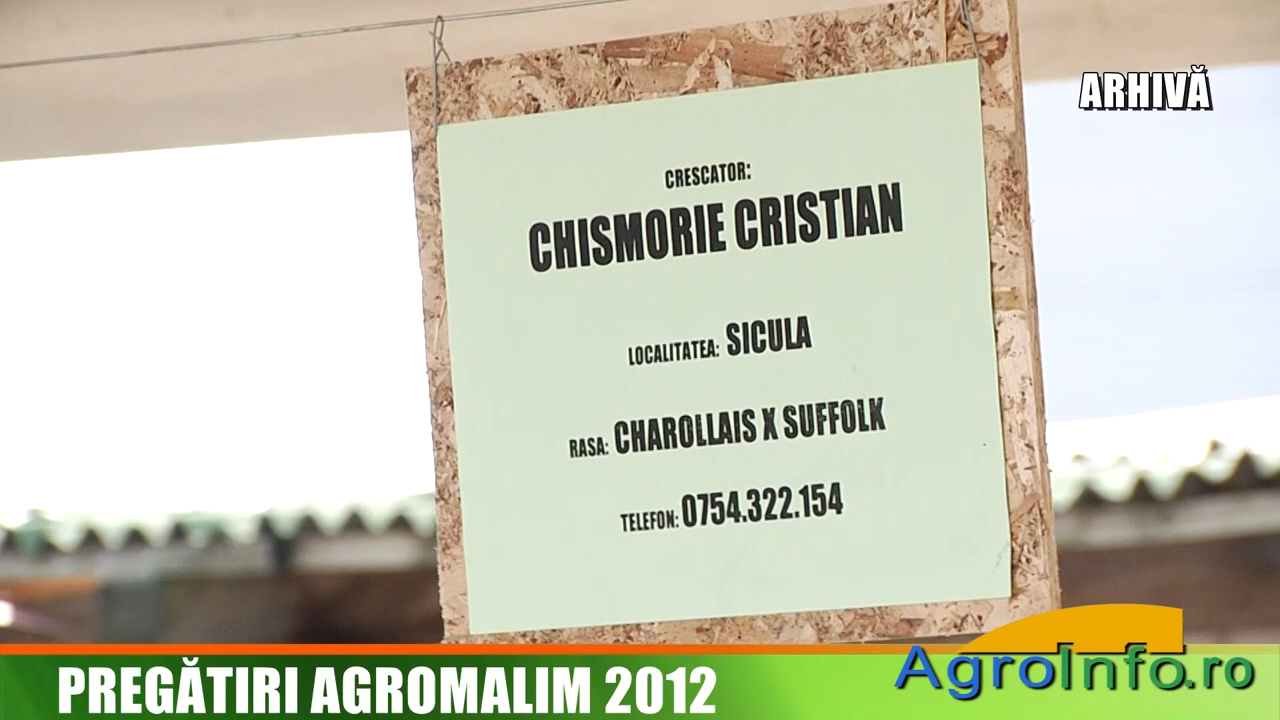 ARHIVĂ
CRESCATOR:
CHISMORIE CRISTIAN
LOCALITATEA: SICULA
RASA: CHAROLLAIS X SUFFOLK
TELEFON: 0754.322.154
PREGĂTIRI AGROMALIM 2012
AgroInfo.ro